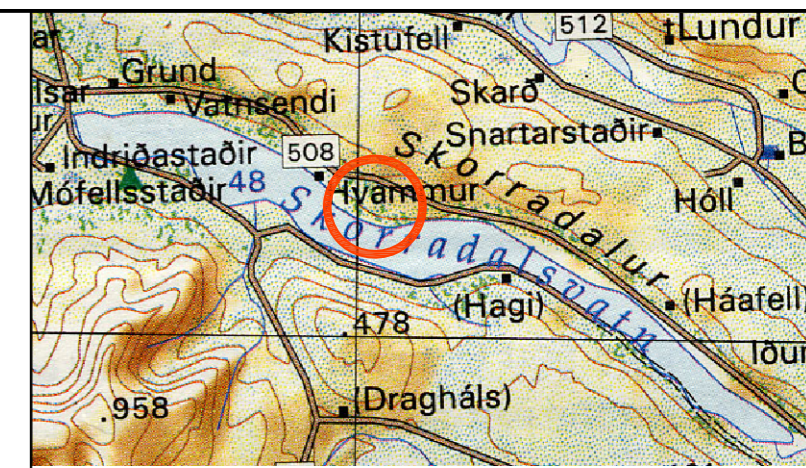 512
Lundur
Kistufell
Grund
Skarð
Vatnsendi
Snartarstaðir
508
Indriðastaðir
Skorradalur
Mófellsstaðir
48
Hvammur
Hóll
Skorradalsvatn
(Hagi)
(Háafell)
.478
.958
(Dragháls)